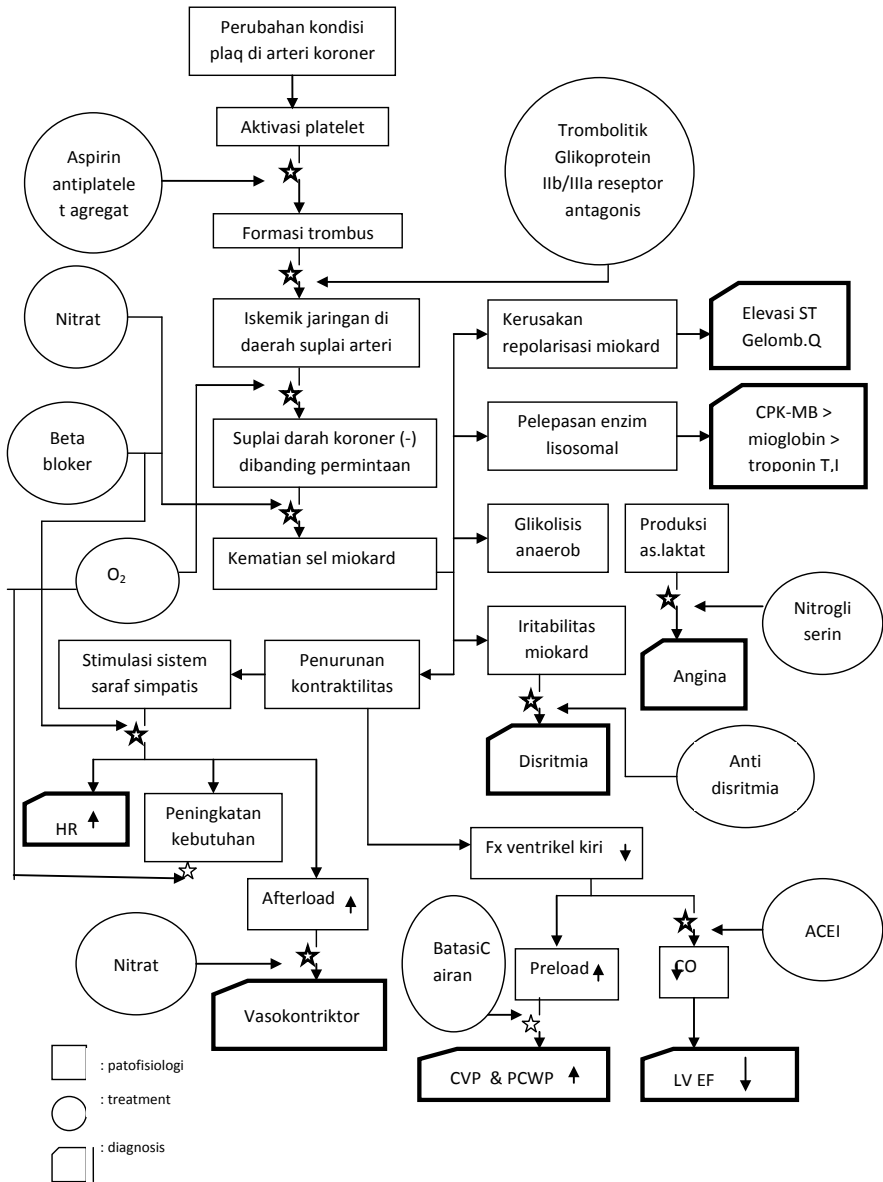 Perubahan kondisi
plaq di arteri koroner
Aktivasi platelet
Aspirin
antiplatele
t agregat
Trombolitik
Glikoprotein
IIb/IIIa reseptor
antagonis
Formasi trombus
Nitrat
Iskemik jaringan di
daerah suplai arteri
Kerusakan
repolarisasi miokard
Elevasi ST
Gelomb.Q
Beta
bloker
Suplai darah koroner (-)
dibanding permintaan
Pelepasan enzim
lisosomal
CPK-MB >
mioglobin >
troponin T,I
O₂
Kematian sel miokard
Glikolisis
anaerob
Produksi
as.laktat
Nitrogli
serin
Stimulasi sistem
saraf simpatis
Penurunan
kontraktilitas
Iritabilitas
miokard
Angina
Disritmia
Anti
disritmia
HR
Peningkatan
kebutuhan
Fx ventrikel kiri
Afterload
Nitrat
BatasiC
airan
Preload
CO
ACEI
Vasokontriktor
CVP & PCWP
LV EF
: patofisiologi
: treatment
: diagnosis